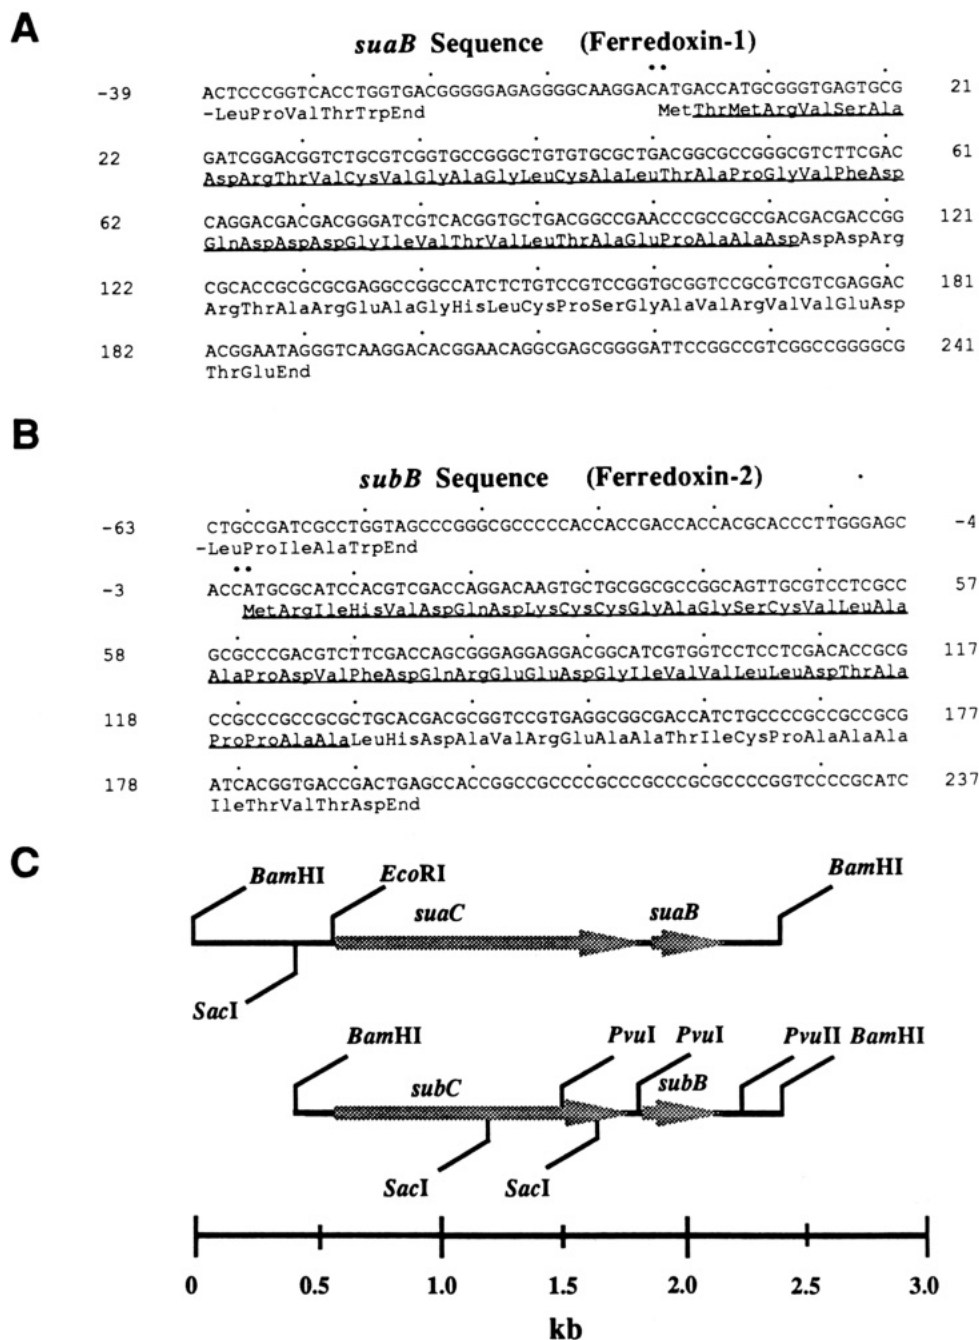 A
suaB Sequence (Ferredoxin-1)
-39 ACTCCCGGTCACCTGGTGACGGGGGAGAGGGGCAAGGACATGACCATGCGGGTGAGTGCG 21
-LeuProValThrTrpEnd MetThrMetArgValSerAla
22 GATCGGACGGTCTGCGTCGGTGCCGGGCTGTGTGCGCTGACGGCGCCGGGCGTCTTCGAC 61
AspArgThrValCysValGlyAlaGlyLeuCysAlaLeuThrAlaProGlyValPheAsp
62 CAGGACGACGACGGGATCGTCACGGTGCTGACGGCCGAACCCGCCGCCGACGACGACCGG 121
GlnAspAspAspGlyIleValThrValLeuThrAlaGluProAlaAlaAspAspAspArg
122 CGCACCGCGCGCGAGGCCGGCCATCTCTGTCCGTCCGGTGCGGTCCGCGTCGTCGAGGAC 181
ArgThrAlaArgGluAlaGlyHisLeuCysProSerGlyAlaValArgValValGluAsp
182 ACGGAATAGGGTCAAGGACACGGAACAGGCGAGCGGGGATTCCGGCCGTCGGCCGGGGCG 241
ThrGluEnd
B
subB Sequence (Ferredoxin-2)
-63 CTGCCGATCGCCTGGTAGCCCGGGCGCCCCCACCACCGACCACCACGCACCCTTGGGAGC -4
-LeuProIleAlaTrpEnd
-3 ACCATGCGCATCCACGTCGACCAGGACAAGTGCTGCGGCGCCGGCAGTTGCGTCCTCGCC 57
MetArgIleHisValAspGlnAspLysCysCysGlyAlaGlySerCysValLeuAla
58 GCGCCCGACGTCTTCGACCAGCGGGAGGAGGACGGCATCGTGGTCCTCCTCGACACCGCG 117
AlaProAspValPheAspGlnArgGluGluAspGlyIleValValLeuLeuAspThrAla
118 CCGCCCGCCGCGCTGCACGACGCGGTCCGTGAGGCGGCGACCATCTGCCCCGCCGCCGCG 177
ProProAlaAlaLeuHisAspAlaValArgGluAlaAlaThrIleCysProAlaAlaAla
178 ATCACGGTGACCGACTGAGCCACCGGCCGCCCCGCCCGCCCGCGCCCCGGTCCCCGCATC 237
IleThrValThrAspEnd
C
BamHI EcoRI BamHI
suaC suaB
SacI
BamHI PvuI PvuI PvuII BamHI
subC subB
SacI SacI
0 0.5 1.0 1.5 2.0 2.5 3.0
kb